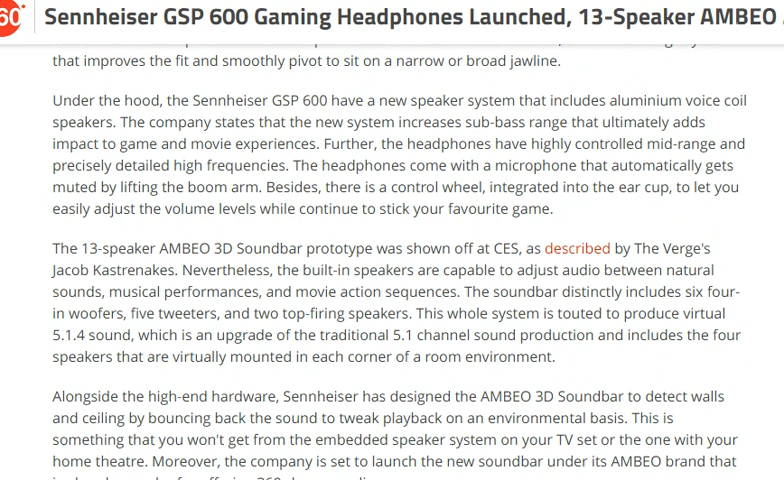 60
Sennheiser GSP 600 Gaming Headphones Launched, 13-Speaker AMBEO
that improves the fit and smoothly pivot to sit on a narrow or broad jawline.
Under the hood, the Sennheiser GSP 600 have a new speaker system that includes aluminium voice coil
speakers. The company states that the new system increases sub-bass range that ultimately adds
impact to game and movie experiences. Further, the headphones have highly controlled mid-range and
precisely detailed high frequencies. The headphones come with a microphone that automatically gets
muted by lifting the boom arm. Besides, there is a control wheel, integrated into the ear cup, to let you
easily adjust the volume levels while continue to stick your favourite game.
The 13-speaker AMBEO 3D Soundbar prototype was shown off at CES, as described by The Verge's
Jacob Kastrenakes. Nevertheless, the built-in speakers are capable to adjust audio between natural
sounds, musical performances, and movie action sequences. The soundbar distinctly includes six four-
in woofers, five tweeters, and two top-firing speakers. This whole system is touted to produce virtual
5.1.4 sound, which is an upgrade of the traditional 5.1 channel sound production and includes the four
speakers that are virtually mounted in each corner of a room environment.
Alongside the high-end hardware, Sennheiser has designed the AMBEO 3D Soundbar to detect walls
and ceiling by bouncing back the sound to tweak playback on an environmental basis. This is
something that you won't get from the embedded speaker system on your TV set or the one with your
home theatre. Moreover, the company is set to launch the new soundbar under its AMBEO brand that